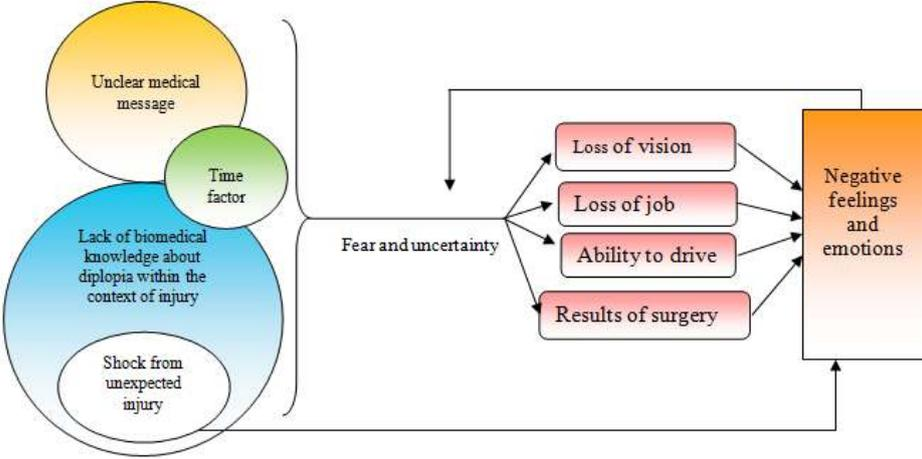 Unclear medical
message
Time
factor
Lack of biomedical
knowledge about
diplopia within the
context of injury
Shock from
unexpected
injury
Fear and uncertainty
Loss of vision
Loss of job
Ability to drive
Results of surgery
Negative
feelings
and
emotions